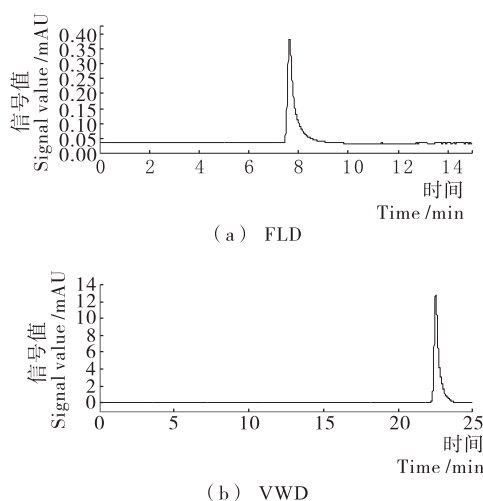 信号值
Signal value /mAU
0.40
0.35
0.30
0.25
0.20
0.15
0.10
0.05
0.00
0 2 4 6 8 10 12 14
时间
Time /min
(a) FLD
信号值
Signal value /mAU
14
12
10
8
6
4
2
0
0 5 10 15 20 25
时间
Time /min
(b) VWD